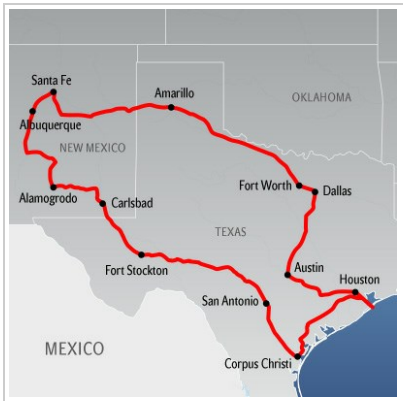 Santa Fe
Amarillo
OKLAHOMA
Albuquerque
NEW MEXICO
Fort Worth
Dallas
Alamogrodo
Carlsbad
TEXAS
Fort Stockton
Austin
Houston
San Antonio
MEXICO
Corpus Christi